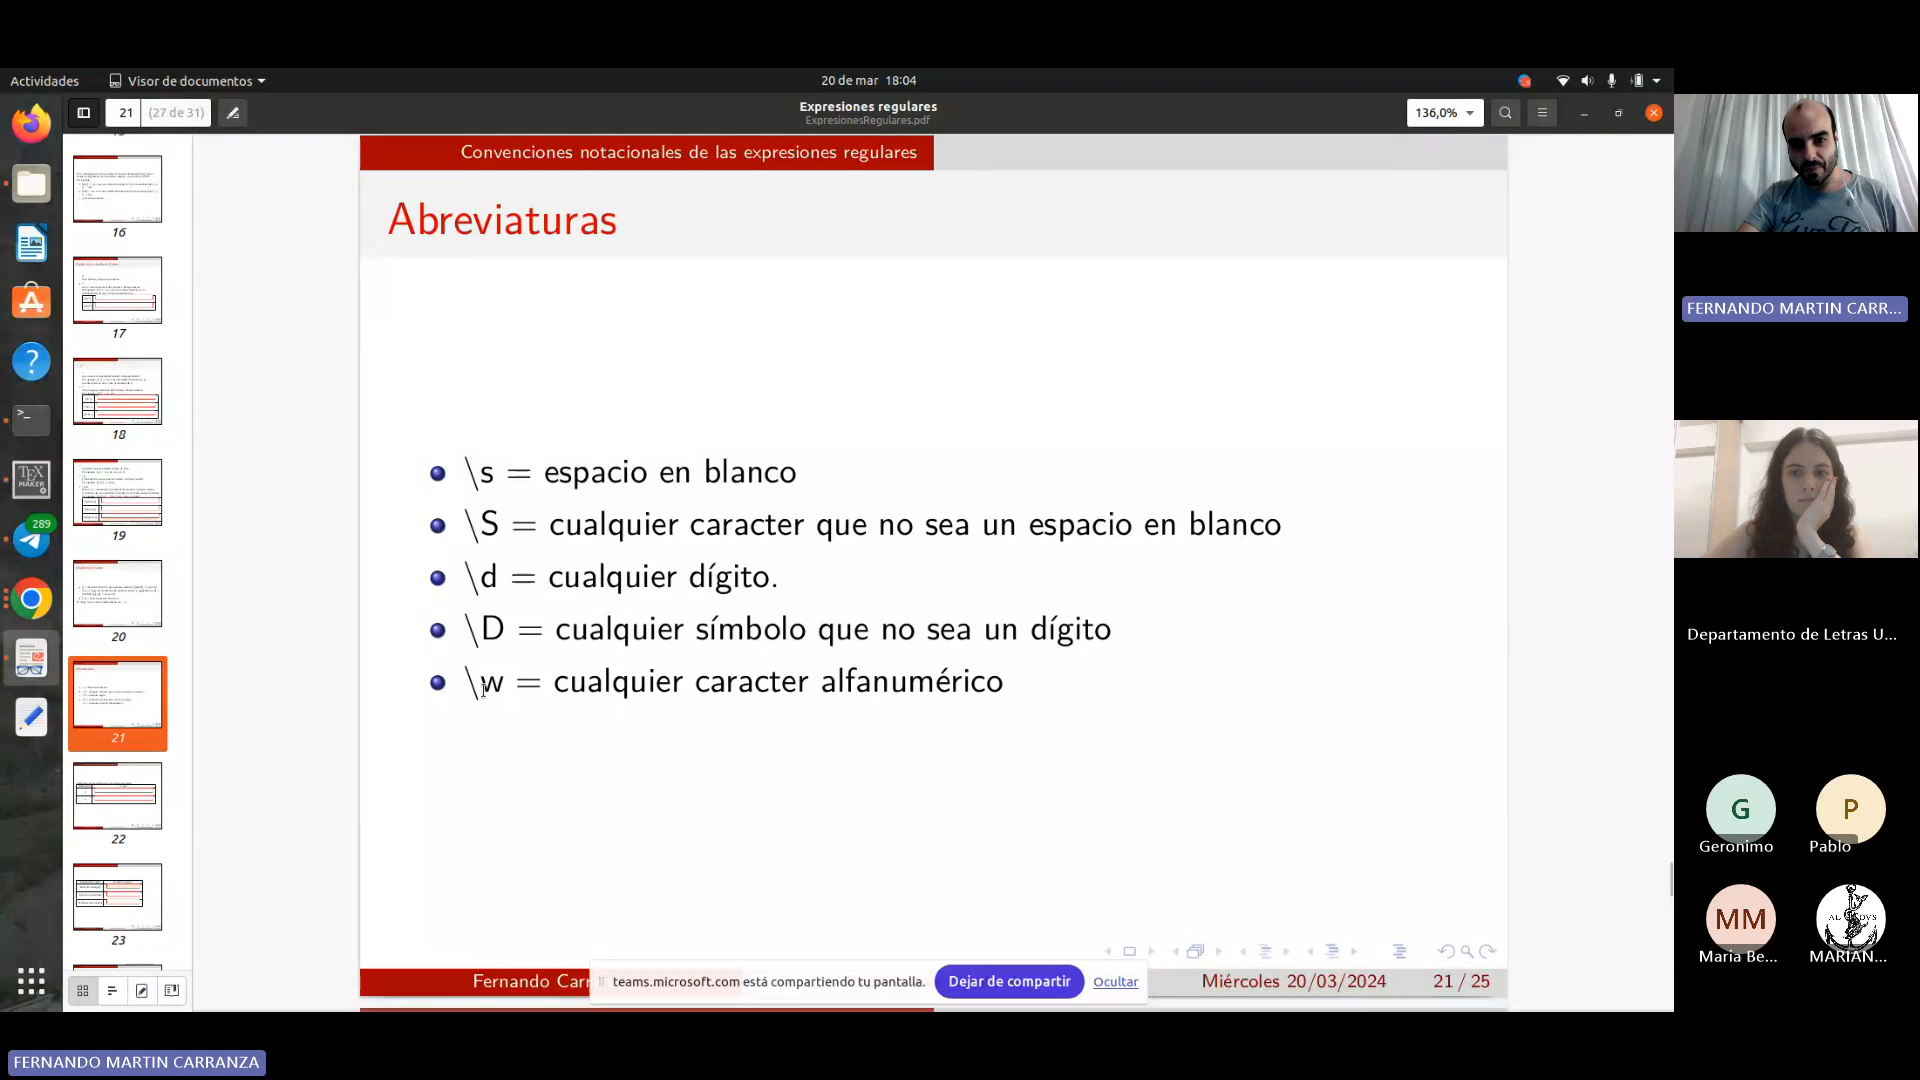 Actividades
Visor de documentos
20 de mar 18:04
21
(27 de 31)
Expresiones regulares
ExpresionesRegulares.pdf
136,0%
Convenciones notacionales de las expresiones regulares
Abreviaturas
\s = espacio en blanco
\S = cualquier caracter que no sea un espacio en blanco
\d = cualquier dígito.
\D = cualquier símbolo que no sea un dígito
\w = cualquier caracter alfanumérico
16
17
18
19
20
21
22
23
289
TEX
MAKER
Fernando Carr
teams.microsoft.com está compartiendo tu pantalla.
Dejar de compartir
Ocultar
Miércoles 20/03/2024
21 / 25
FERNANDO MARTIN CARR...
Departamento de Letras U...
G
Geronimo
P
Pablo
MM
Maria Be...
AL DVS
MARIAN...
FERNANDO MARTIN CARRANZA